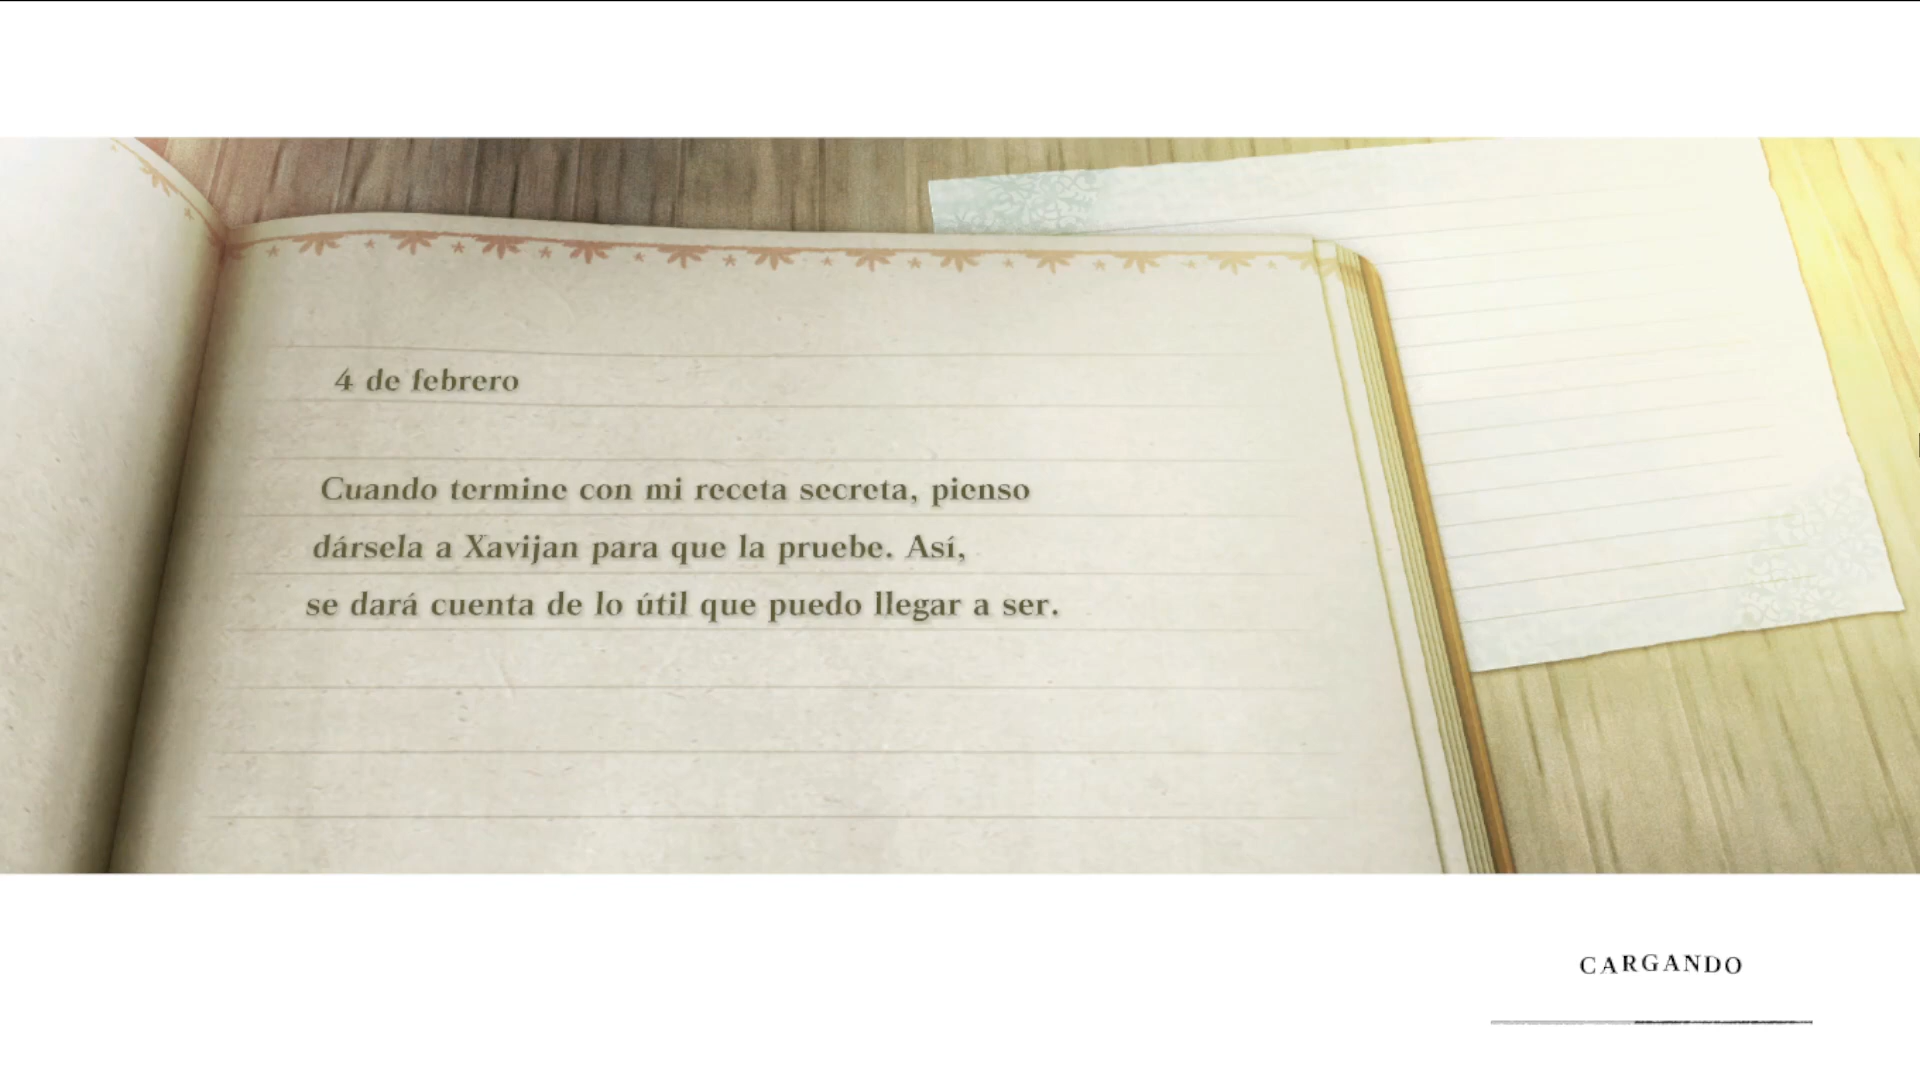 4 de febrero
Cuando termine con mi receta secreta, pienso
dársela a Xavijan para que la pruebe. Así,
se dará cuenta de lo útil que puedo llegar a ser.
CARGANDO